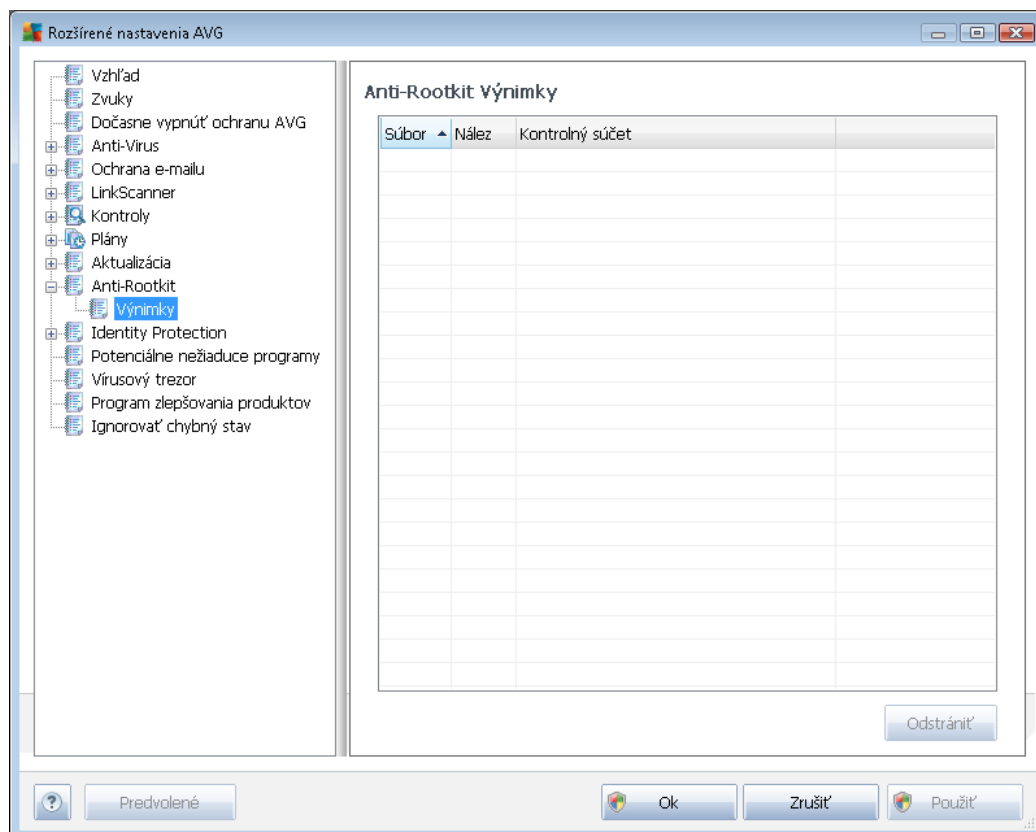 Rozšírené nastavenia AVG
Vzhľad
Zvuky
Dočasne vypnúť ochranu AVG
Anti-Virus
Ochrana e-mailu
LinkScanner
Kontroly
Plány
Aktualizácia
Anti-Rootkit
Výnimky
Identity Protection
Potenciálne nežiaduce programy
Vírusový trezor
Program zlepšovania produktov
Ignorovať chybný stav
Anti-Rootkit Výnimky
Súbor Nález Kontrolný súčet
Odstrániť
? Predvolené Ok Zrušiť Použiť